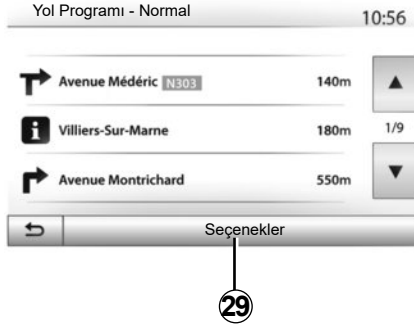 Yol Programı - Normal 10:56
Avenue Médéric N303 140m
Villiers-Sur-Marne 180m
1/9
Avenue Montrichard 550m
Seçenekler
29